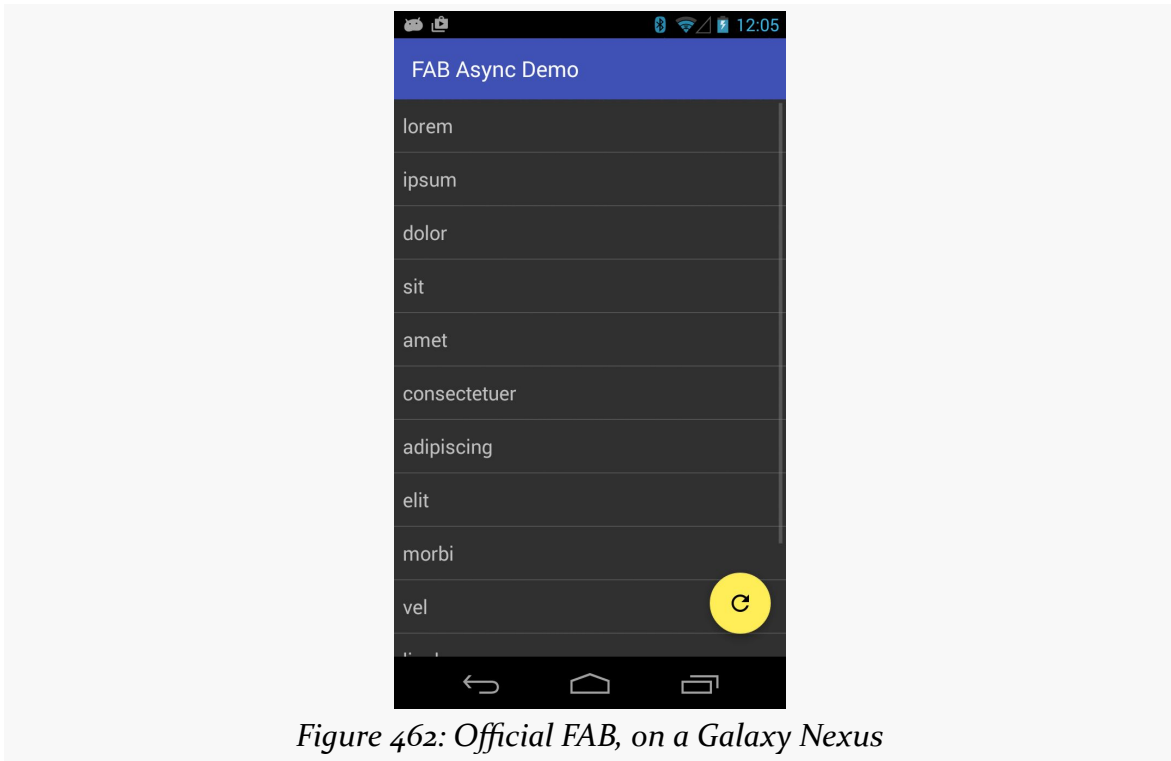 12:05
FAB Async Demo
lorem
ipsum
dolor
sit
amet
consectetuer
adipiscing
elit
morbi
vel
Figure 462: Official FAB, on a Galaxy Nexus